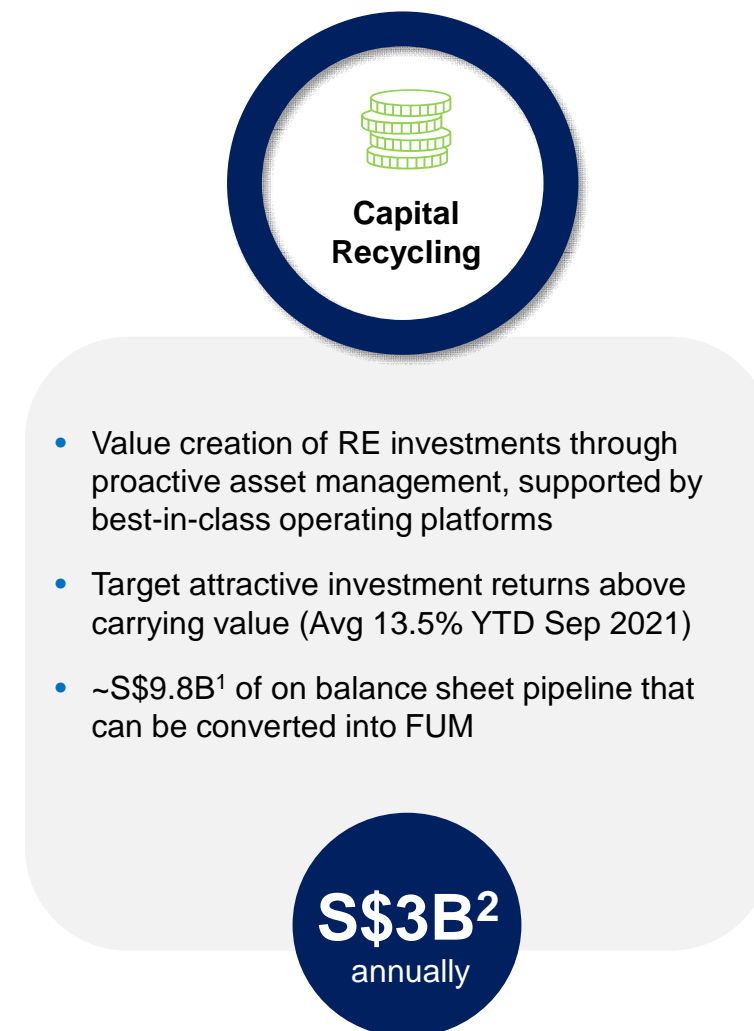 Capital
Recycling
• Value creation of RE investments through
proactive asset management, supported by
best-in-class operating platforms
• Target attractive investment returns above
carrying value (Avg 13.5% YTD Sep 2021)
• ~S$9.8B¹ of on balance sheet pipeline that
can be converted into FUM
S$3B²
annually